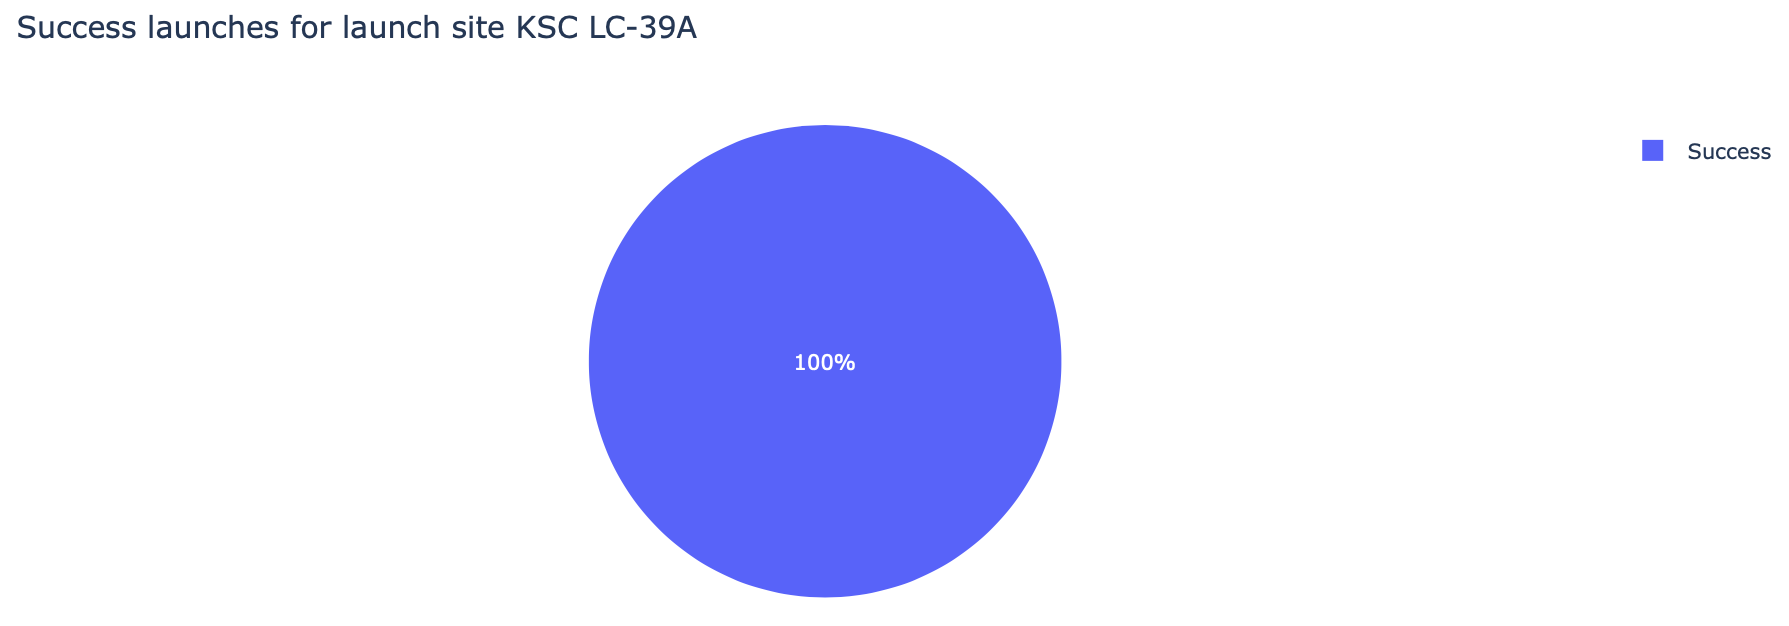 Success launches for launch site KSC LC-39A
Success
100%